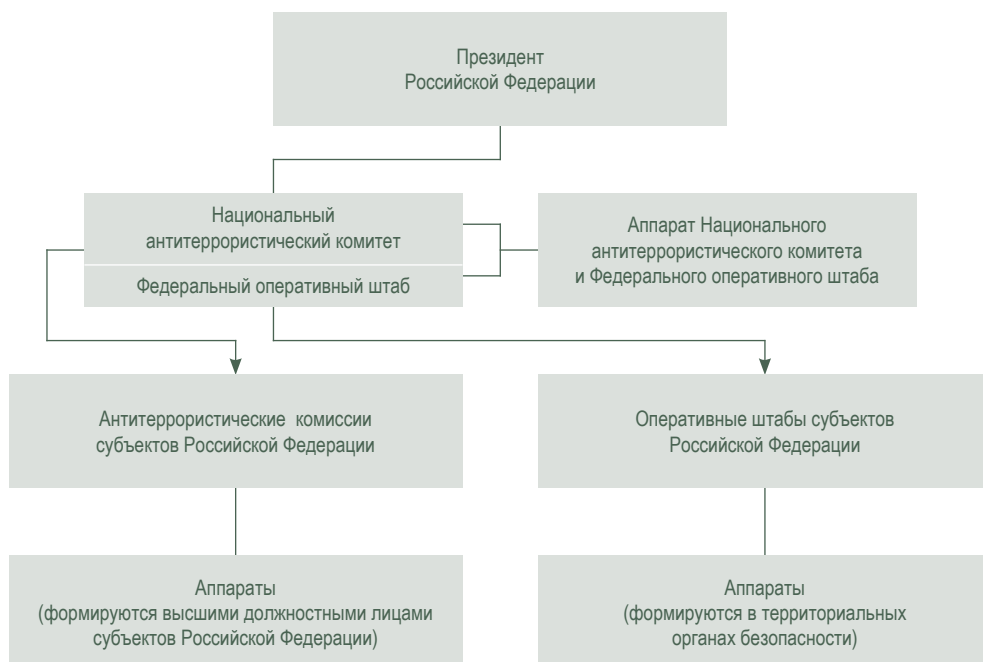 Президент
Российской Федерации
Национальный
антитеррористический комитет
Федеральный оперативный штаб
Аппарат Национального
антитеррористического комитета
и Федерального оперативного штаба
Антитеррористические комиссии
субъектов Российской Федерации
Оперативные штабы субъектов
Российской Федерации
Аппараты
(формируются высшими должностными лицами
субъектов Российской Федерации)
Аппараты
(формируются в территориальных
органах безопасности)